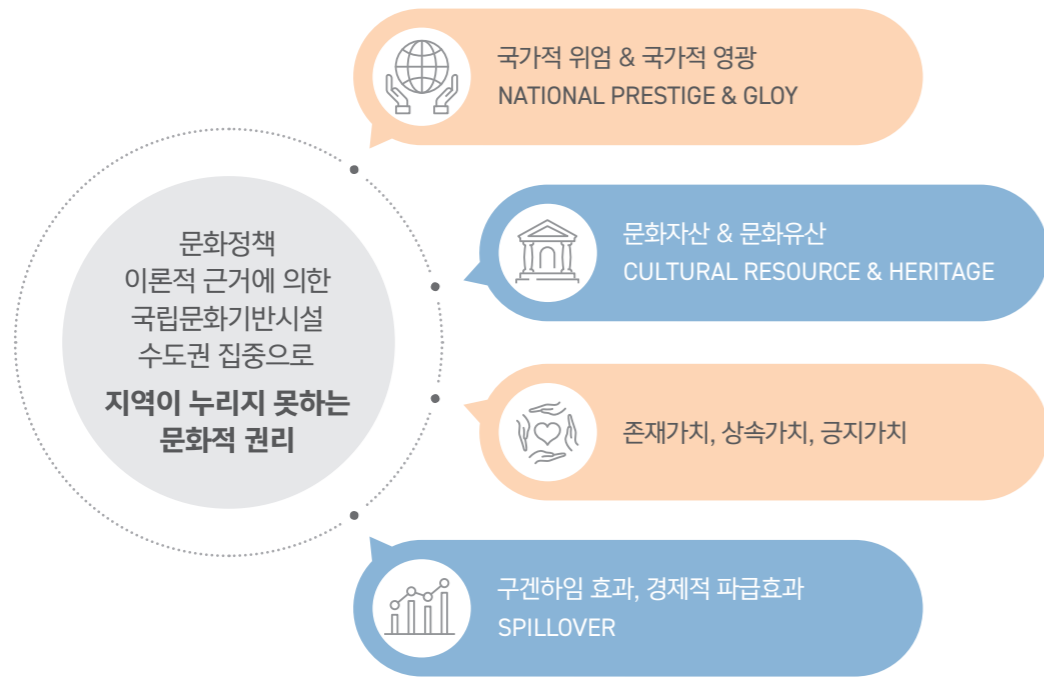 국가적 위엄 & 국가적 영광
NATIONAL PRESTIGE & GLOY
문화정책
이론적 근거에 의한
국립문화기반시설
수도권 집중으로
지역이 누리지 못하는
문화적 권리
문화자산 & 문화유산
CULTURAL RESOURCE & HERITAGE
존재가치, 상속가치, 긍지가치
구겐하임 효과, 경제적 파급효과
SPILLOVER